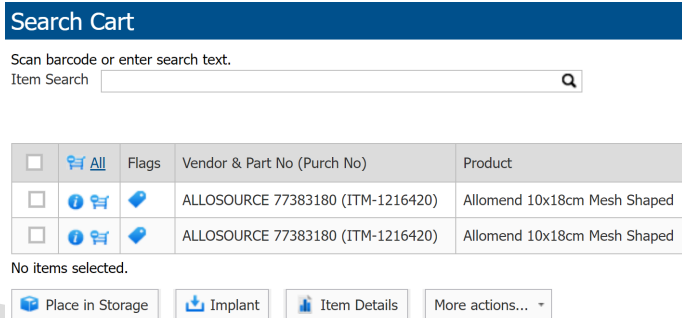 Search Cart
Scan barcode or enter search text.
Item Search
All Flags Vendor & Part No (Purch No) Product
ALLOSOURCE 77383180 (ITM-1216420) Allomend 10x18cm Mesh Shaped
ALLOSOURCE 77383180 (ITM-1216420) Allomend 10x18cm Mesh Shaped
No items selected.
Place in Storage Implant Item Details More actions...